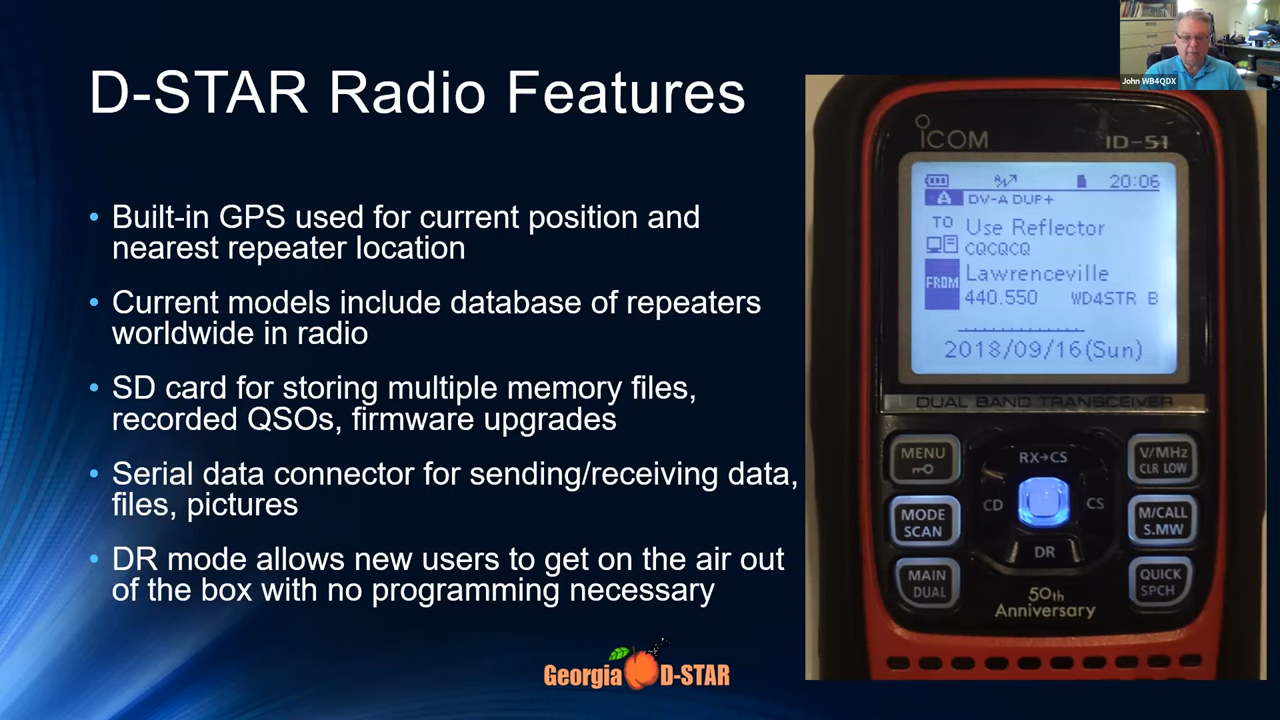 John WB4QDX
D-STAR Radio Features
• Built-in GPS used for current position and
nearest repeater location
• Current models include database of repeaters
worldwide in radio
• SD card for storing multiple memory files,
recorded QSOs, firmware upgrades
• Serial data connector for sending/receiving data,
files, pictures
• DR mode allows new users to get on the air out
of the box with no programming necessary
Georgia D-STAR
ICOM ID-51
20:06
A DV-A DUP+
TO Use Reflector
CQCQCQ
FROM Lawrenceville
440.550 WD4STR B
2018/09/16(Sun)
DUAL BAND TRANSCEIVER
MENU
RX→CS
V/MHz
CLR LOW
MODE
SCAN
CD
CS
M/CALL
S.MW
DR
MAIN
DUAL
QUICK
SPCH
50th
Anniversary